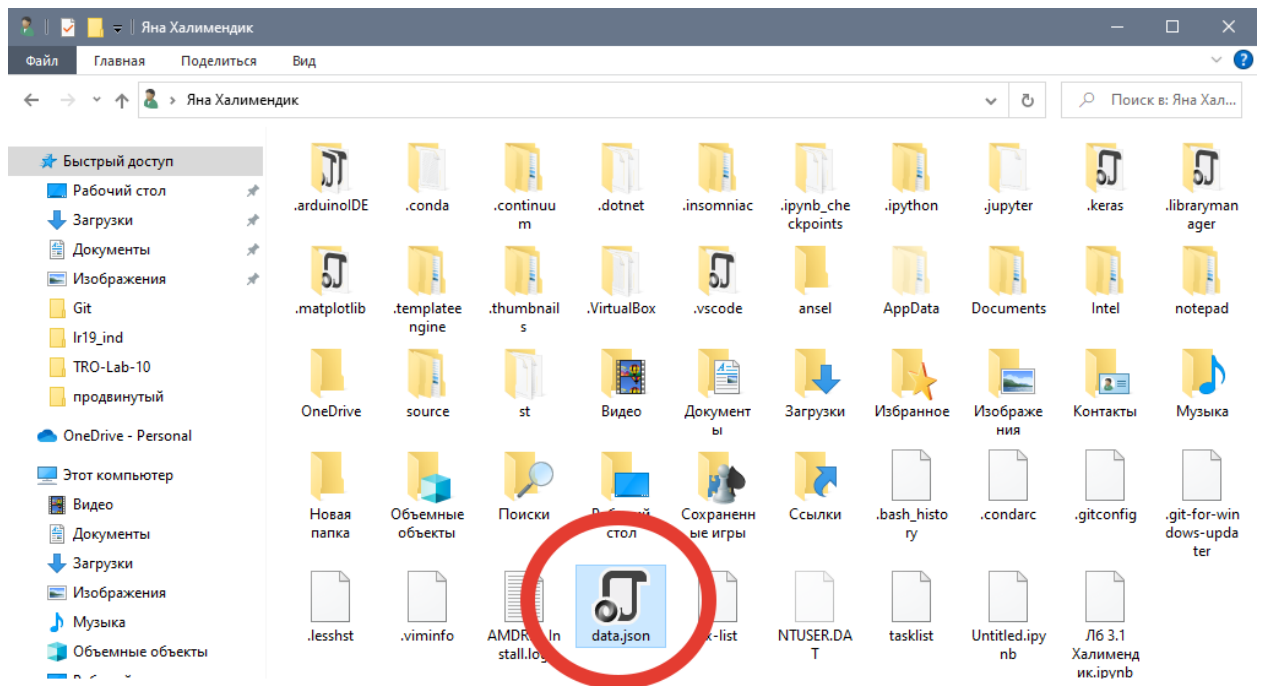 Яна Халимендик
Файл Главная Поделиться Вид
Яна Халимендик Поиск в: Яна Хал...
Быстрый доступ
Рабочий стол
Загрузки
Документы
Изображения
Git
lr19_ind
TRO-Lab-10
продвинутый
OneDrive - Personal
Этот компьютер
Видео
Документы
Загрузки
Изображения
Музыка
Объемные объекты
.arduinoIDE .conda .continuu .dotnet .insomniac .ipynb_che .ipython .jupyter .keras .libraryman
m ckpoints ager
.matplotlib .templatee .thumbnail .VirtualBox .vscode ansel AppData Documents Intel notepad
ngine s
OneDrive source st Видео Документ Загрузки Избранное Изображе Контакты Музыка
ы ния
Новая Объемные Поиски Рабочий Сохраненн Ссылки .bash_histo .condarc .gitconfig .git-for-win
папка объекты стол ые игры ry dows-upda
ter
.lesshst .viminfo data.json NTUSER.DA tasklist Untitled.ipy Лб 3.1
stall.log T nb Халименд
ик.ipynb